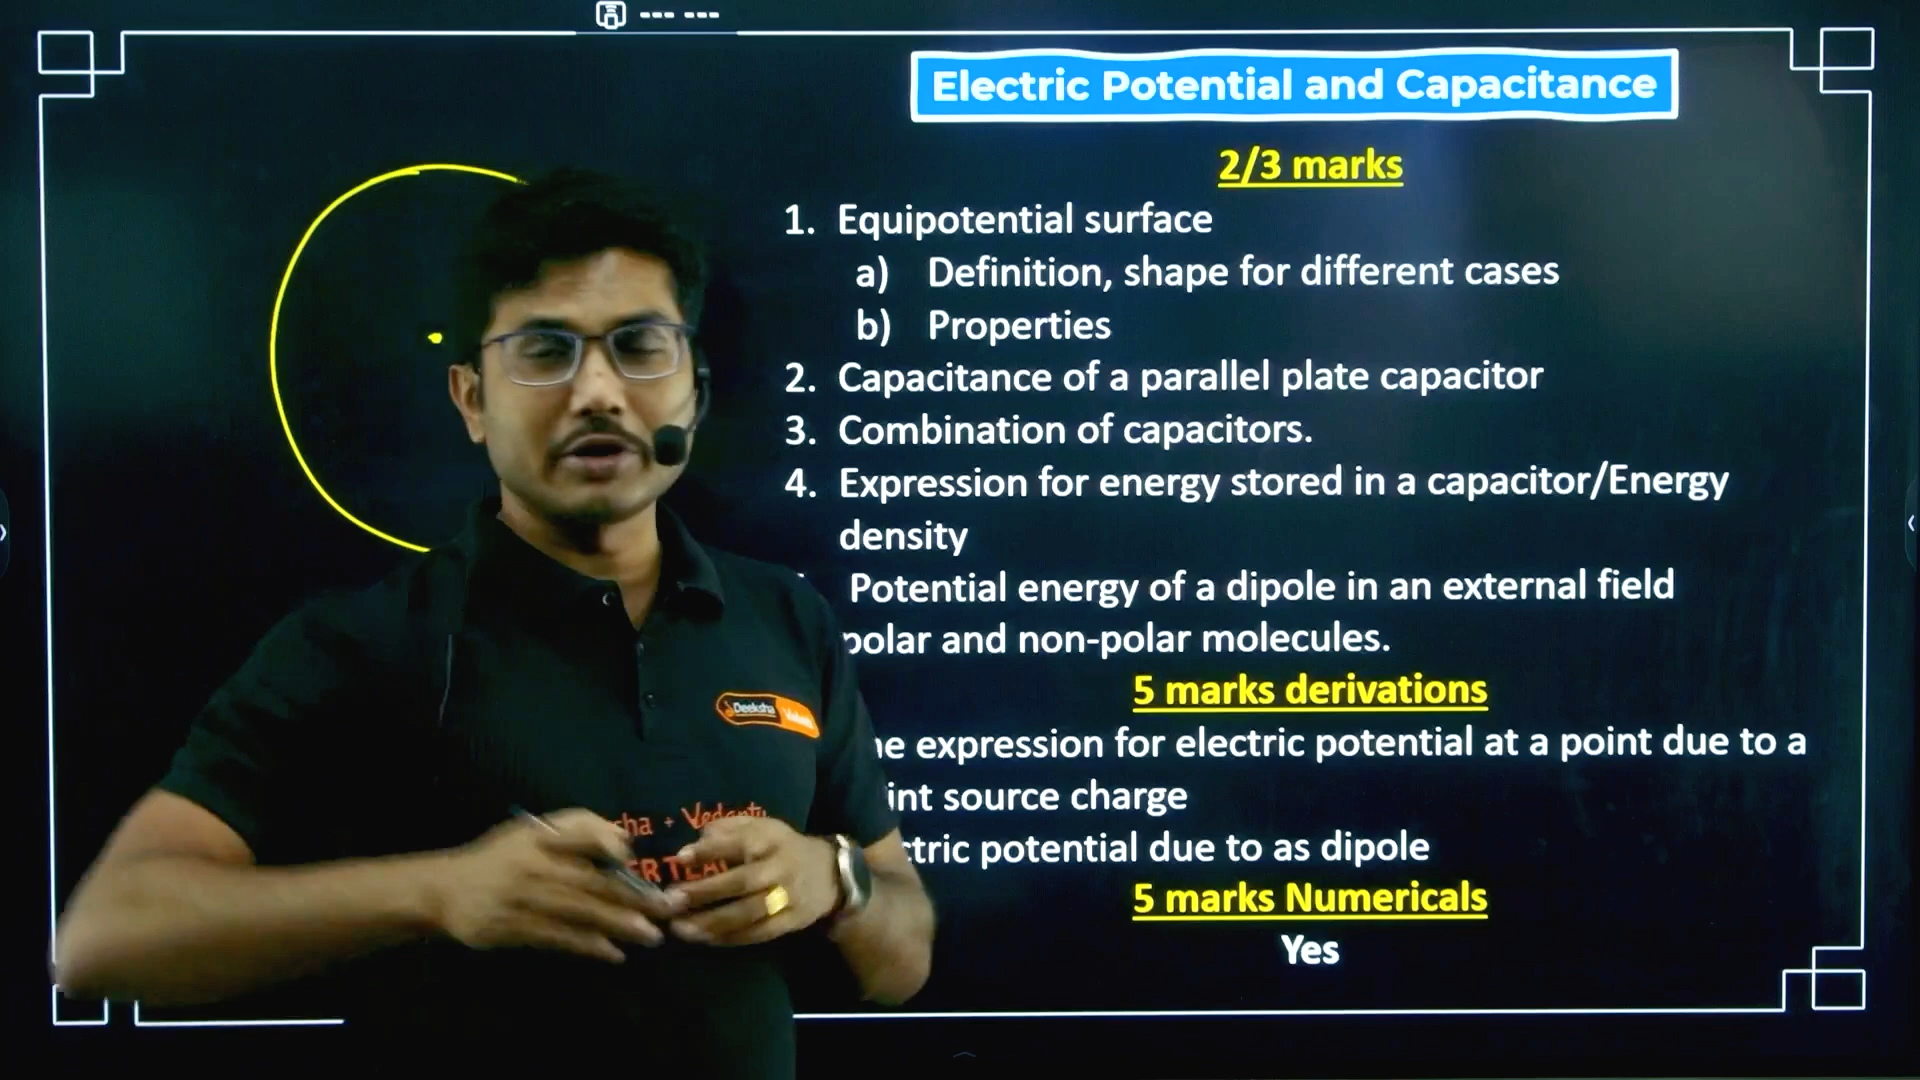 Electric Potential and Capacitance
2/3 marks
1. Equipotential surface
a) Definition, shape for different cases
b) Properties
2. Capacitance of a parallel plate capacitor
3. Combination of capacitors.
4. Expression for energy stored in a capacitor/Energy
density
Potential energy of a dipole in an external field
polar and non-polar molecules.
5 marks derivations
expression for electric potential at a point due to a
source charge
potential due to as dipole
5 marks Numericals
Yes
Deeksha
+ Vedantu